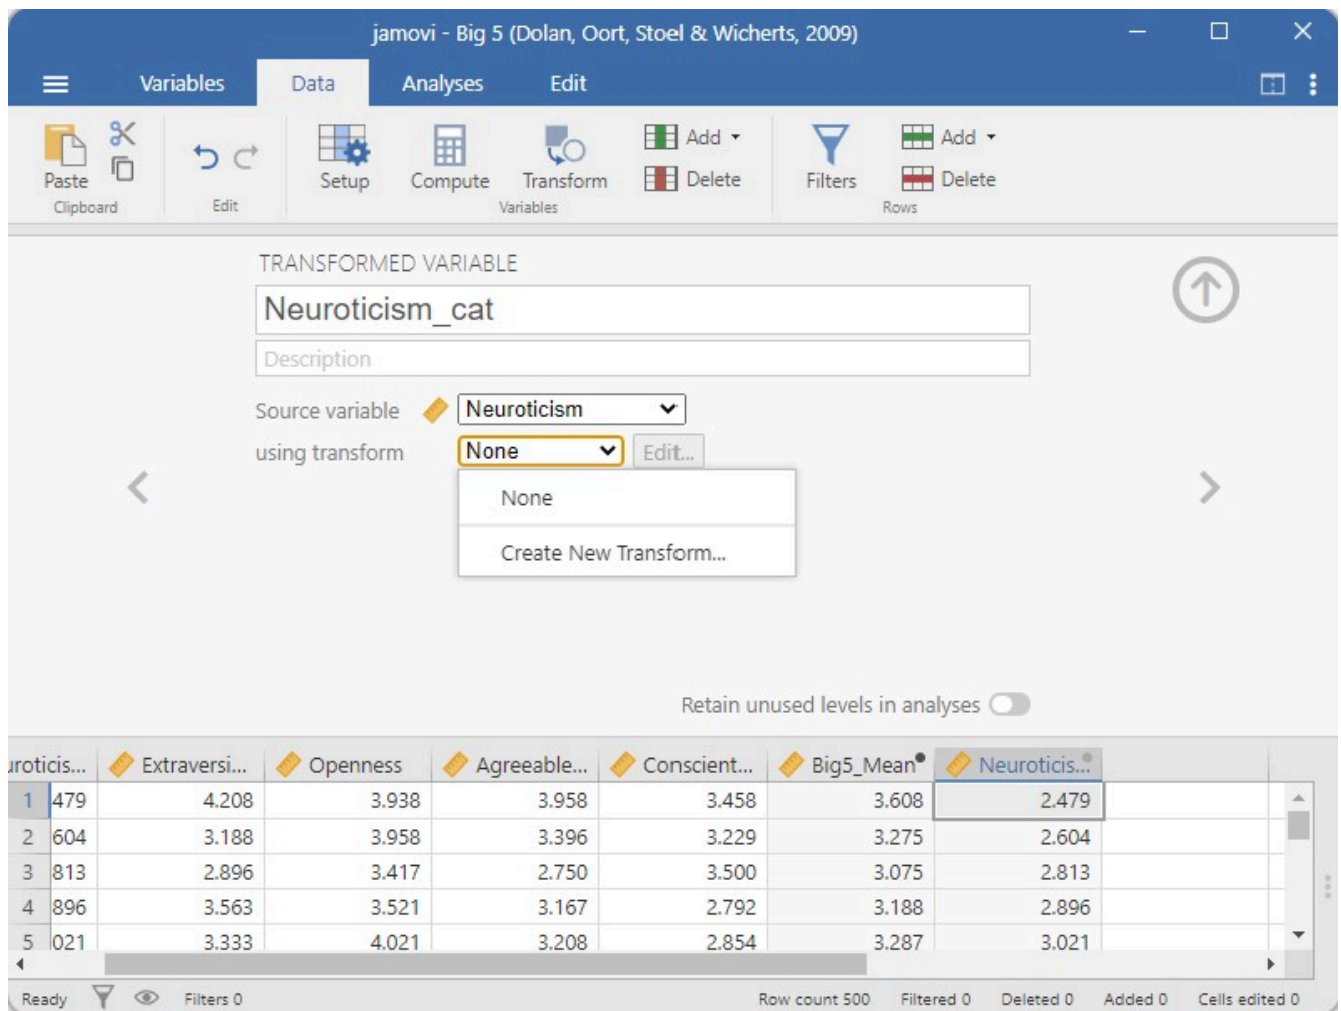 jamovi - Big 5 (Dolan, Oort, Stoel & Wicherts, 2009)
Variables Data Analyses Edit
Paste Setup Compute Transform Add Delete Filters Add Delete
Clipboard Edit Variables Rows
TRANSFORMED VARIABLE
Neuroticism_cat
Description
Source variable Neuroticism
using transform None Edit...
None
Create New Transform...
Retain unused levels in analyses
uroticis... Extraversi... Openness Agreeable... Conscient... Big5_Mean Neuroticis...
1 479 4.208 3.938 3.958 3.458 3.608 2.479
2 604 3.188 3.958 3.396 3.229 3.275 2.604
3 813 2.896 3.417 2.750 3.500 3.075 2.813
4 896 3.563 3.521 3.167 2.792 3.188 2.896
5 021 3.333 4.021 3.208 2.854 3.287 3.021
Ready Filters 0 Row count 500 Filtered 0 Deleted 0 Added 0 Cells edited 0